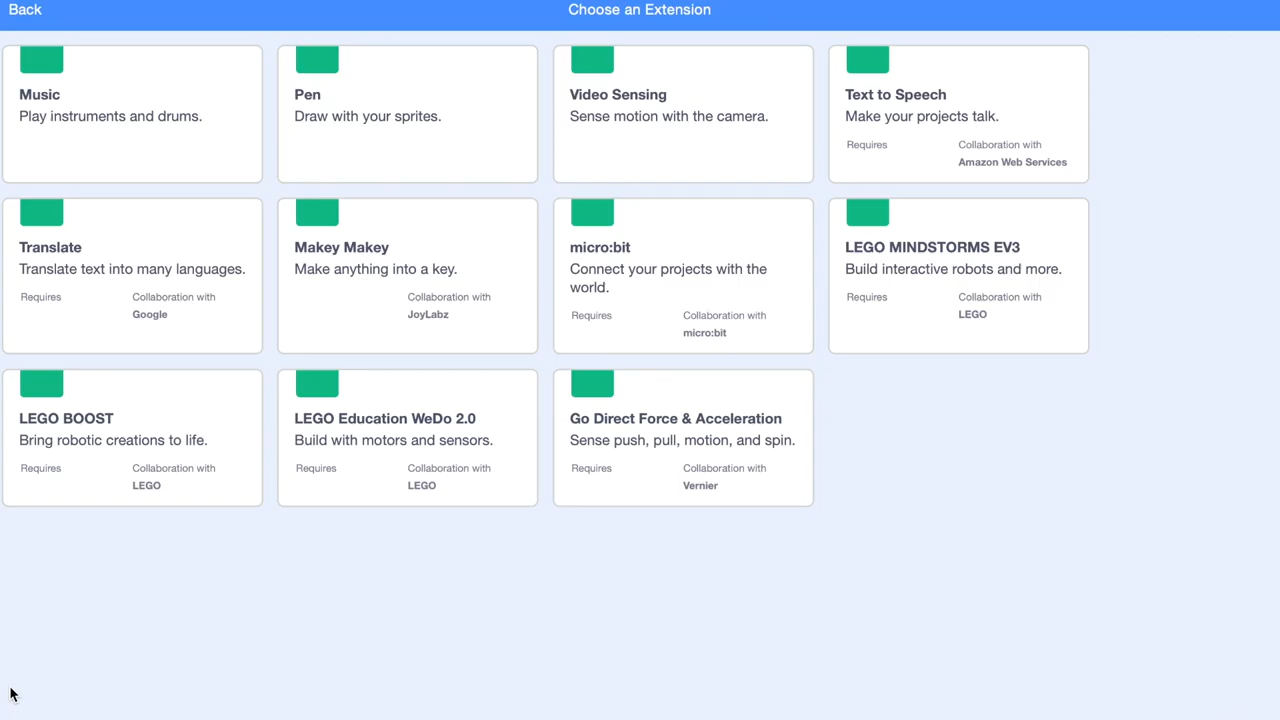 Back
Choose an Extension
Music
Play instruments and drums.
Pen
Draw with your sprites.
Video Sensing
Sense motion with the camera.
Text to Speech
Make your projects talk.
Requires
Collaboration with
Amazon Web Services
Translate
Translate text into many languages.
Requires
Collaboration with
Google
Makey Makey
Make anything into a key.
Collaboration with
JoyLabz
micro:bit
Connect your projects with the
world.
Requires
Collaboration with
micro:bit
LEGO MINDSTORMS EV3
Build interactive robots and more.
Requires
Collaboration with
LEGO
LEGO BOOST
Bring robotic creations to life.
Requires
Collaboration with
LEGO
LEGO Education WeDo 2.0
Build with motors and sensors.
Requires
Collaboration with
LEGO
Go Direct Force & Acceleration
Sense push, pull, motion, and spin.
Requires
Collaboration with
Vernier